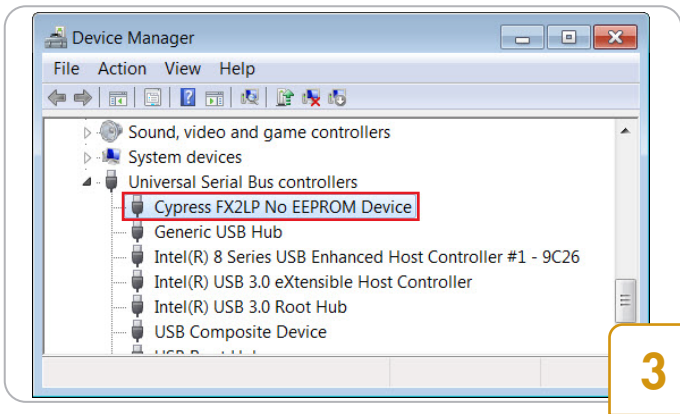 Device Manager
File Action View Help
Sound, video and game controllers
System devices
Universal Serial Bus controllers
Cypress FX2LP No EEPROM Device
Generic USB Hub
Intel(R) 8 Series USB Enhanced Host Controller #1 - 9C26
Intel(R) USB 3.0 eXtensible Host Controller
Intel(R) USB 3.0 Root Hub
USB Composite Device
3